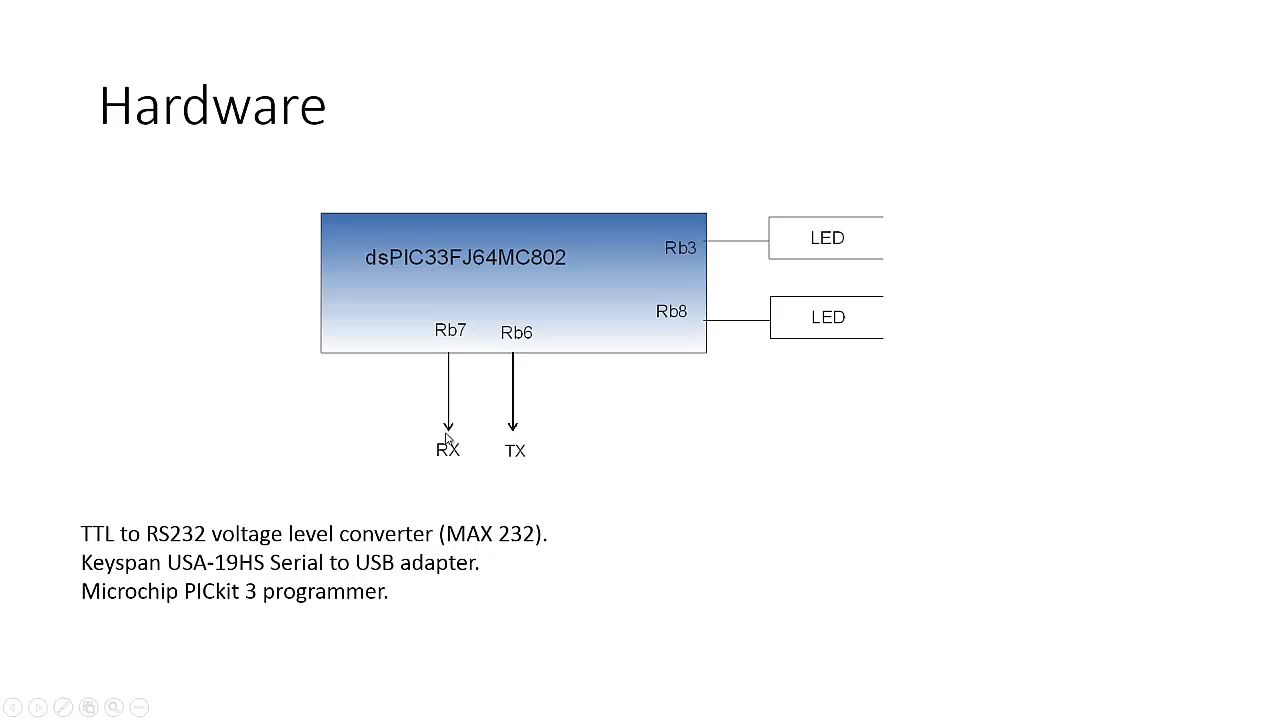 Hardware
dsPIC33FJ64MC802
Rb3
LED
Rb8
LED
Rb7
Rb6
RX
TX
TTL to RS232 voltage level converter (MAX 232).
Keyspan USA-19HS Serial to USB adapter.
Microchip PICkit 3 programmer.